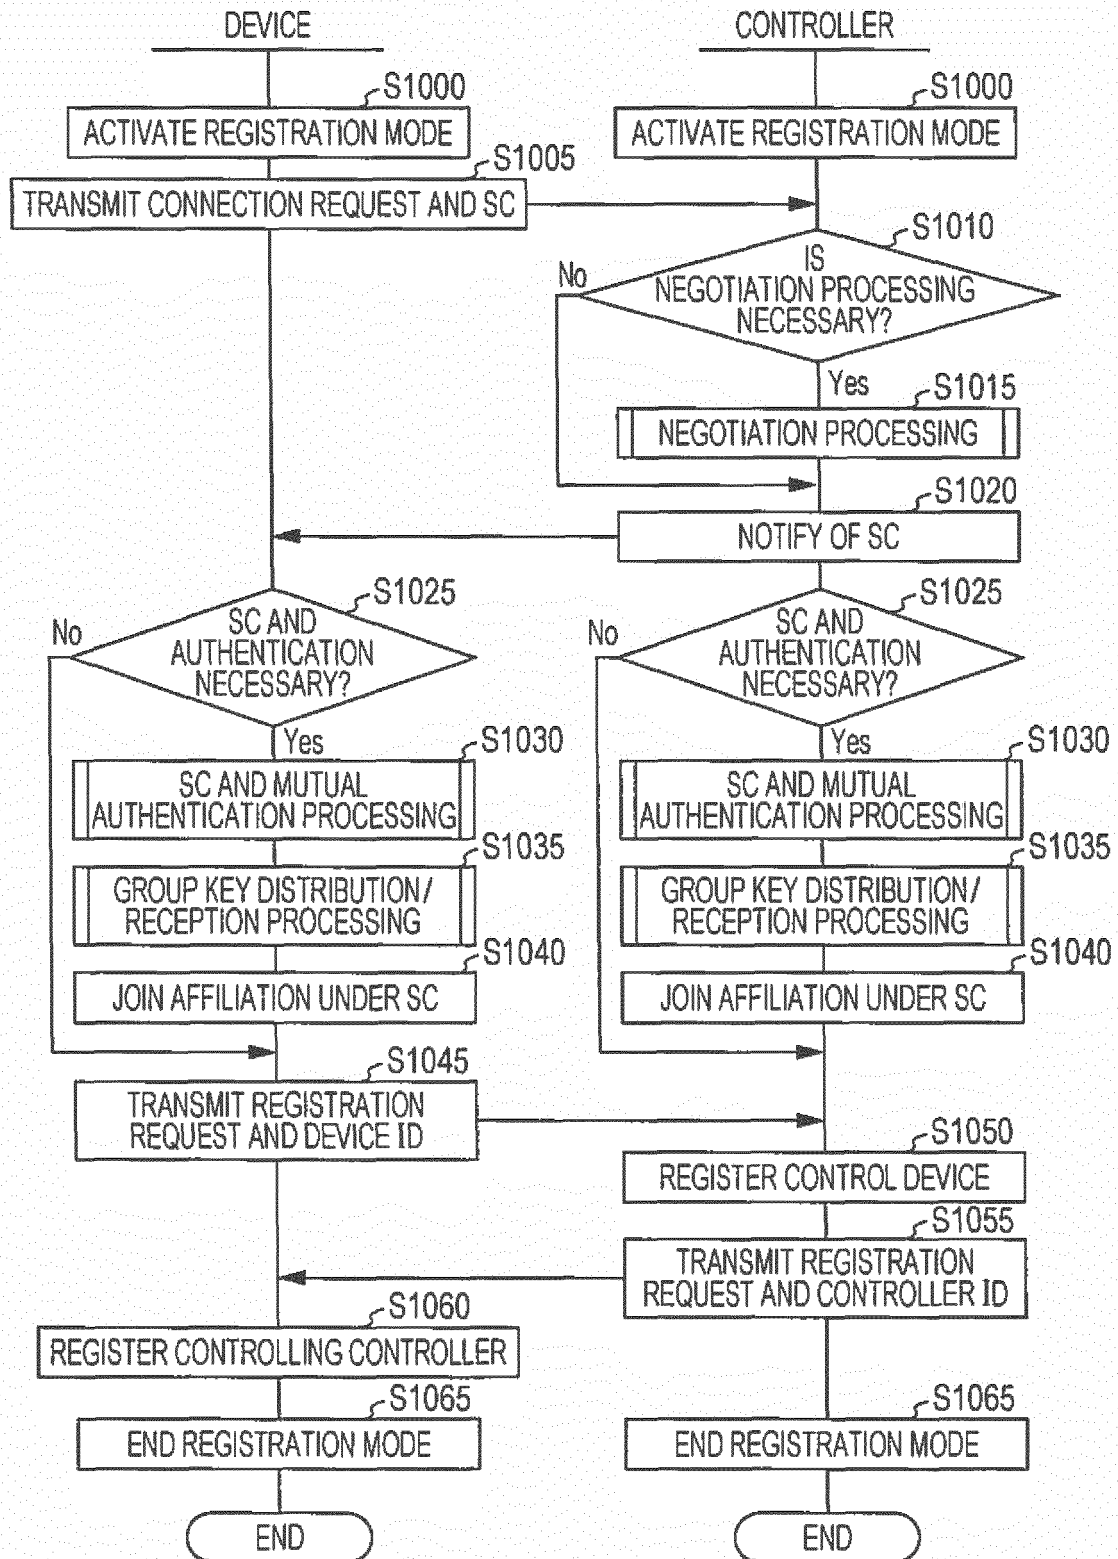 DEVICE
CONTROLLER
S1000
S1000
ACTIVATE REGISTRATION MODE
ACTIVATE REGISTRATION MODE
S1005
TRANSMIT CONNECTION REQUEST AND SC
S1010
No
IS
NEGOTIATION PROCESSING
NECESSARY?
Yes
S1015
NEGOTIATION PROCESSING
S1020
NOTIFY OF SC
S1025
S1025
No
SC AND
AUTHENTICATION
NECESSARY?
No
SC AND
AUTHENTICATION
NECESSARY?
Yes
S1030
Yes
S1030
SC AND MUTUAL
AUTHENTICATION PROCESSING
SC AND MUTUAL
AUTHENTICATION PROCESSING
S1035
S1035
GROUP KEY DISTRIBUTION/
RECEPTION PROCESSING
GROUP KEY DISTRIBUTION/
RECEPTION PROCESSING
S1040
S1040
JOIN AFFILIATION UNDER SC
JOIN AFFILIATION UNDER SC
S1045
TRANSMIT REGISTRATION
REQUEST AND DEVICE ID
S1050
REGISTER CONTROL DEVICE
S1055
TRANSMIT REGISTRATION
REQUEST AND CONTROLLER ID
S1060
REGISTER CONTROLLING CONTROLLER
S1065
S1065
END REGISTRATION MODE
END REGISTRATION MODE
END
END